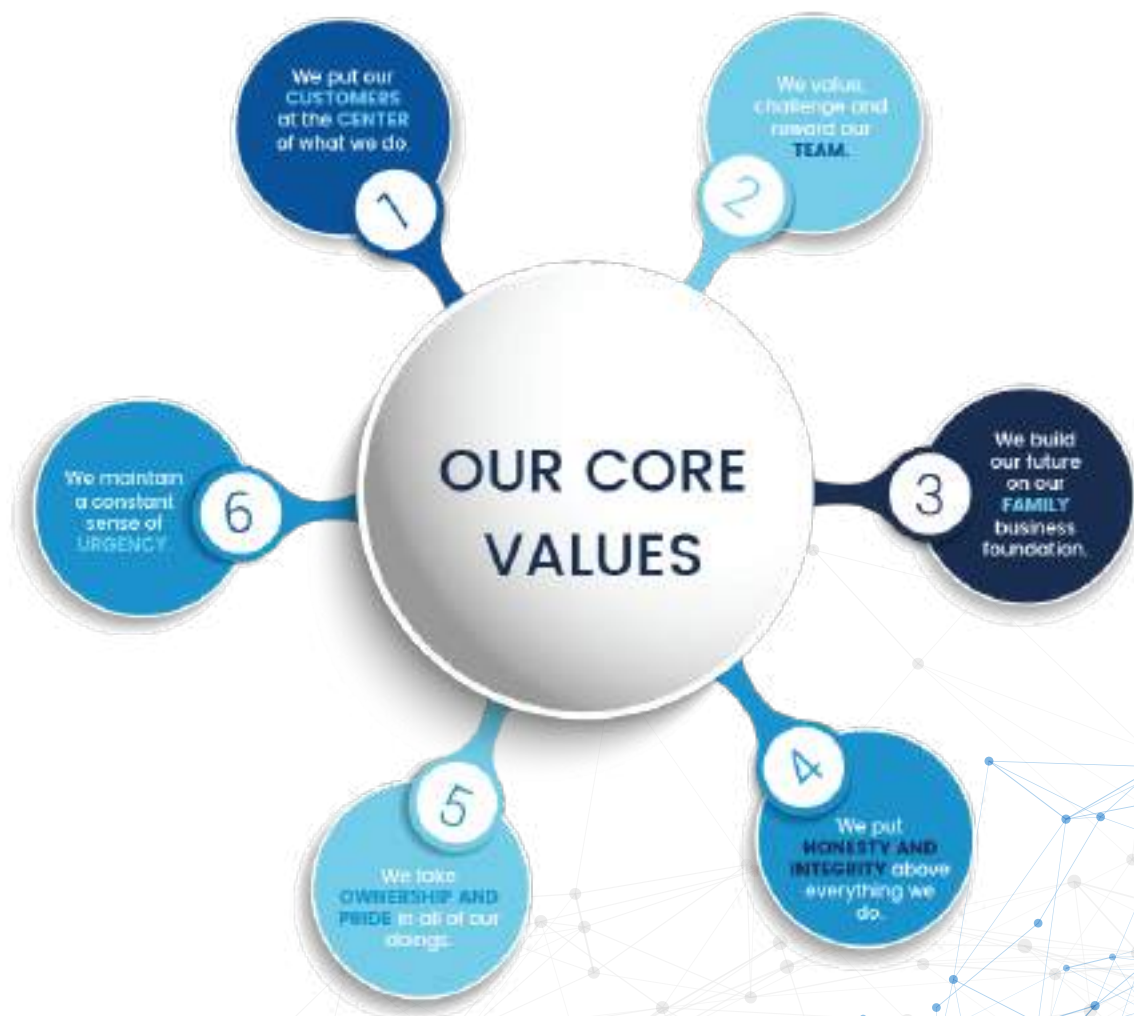 OUR CORE
VALUES
1
We put our
CUSTOMERS
at the CENTER
of what we do.
2
We value,
challenge and
reward our
TEAM.
3
We build
our future
on our
FAMILY
business
foundation.
4
We put
HONESTY AND
INTEGRITY above
everything we
do.
5
We take
OWNERSHIP AND
PRIDE in all of our
doings.
6
We maintain
a constant
sense of
URGENCY.